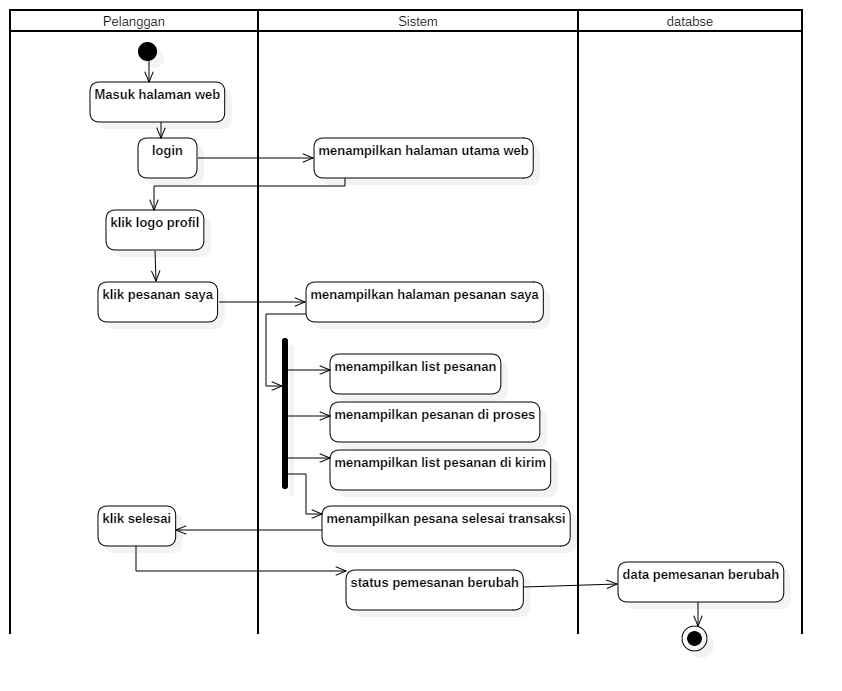 Pelanggan
Sistem
databse
Masuk halaman web
login
menampilkan halaman utama web
klik logo profil
klik pesanan saya
menampilkan halaman pesanan saya
menampilkan list pesanan
menampilkan pesanan di proses
menampilkan list pesanan di kirim
klik selesai
menampilkan pesana selesai transaksi
status pemesanan berubah
data pemesanan berubah